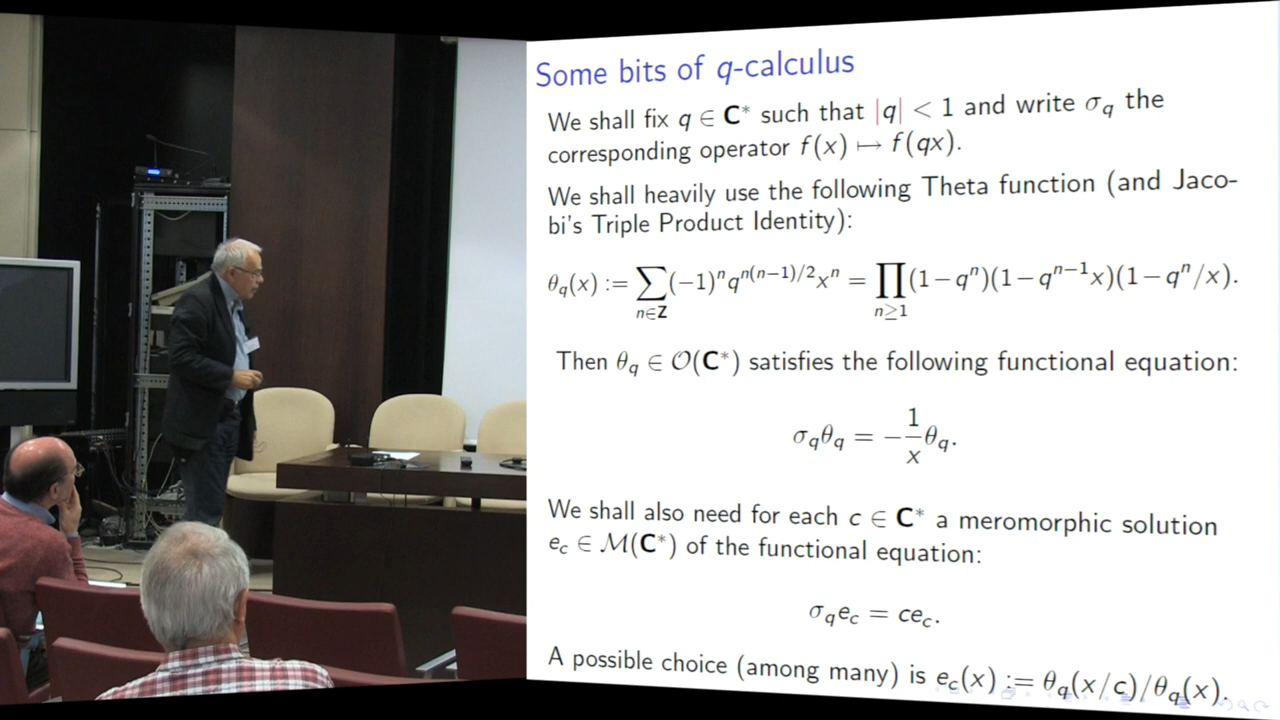 Some bits of q-calculus
We shall fix q ∈ C* such that |q| < 1 and write σ_q the
corresponding operator f(x) ↦ f(qx).
We shall heavily use the following Theta function (and Jaco-
bi's Triple Product Identity):
θ_q(x) := ∑_{n∈Z} (−1)^n q^{n(n−1)/2} x^n = ∏_{n≥1} (1−q^n)(1−q^{n−1}x)(1−q^n/x).
Then θ_q ∈ O(C*) satisfies the following functional equation:
σ_qθ_q = −\frac{1}{x}θ_q.
We shall also need for each c ∈ C* a meromorphic solution
e_c ∈ M(C*) of the functional equation:
σ_q e_c = ce_c.
A possible choice (among many) is e_c(x) := θ_q(x/c)/θ_q(x).